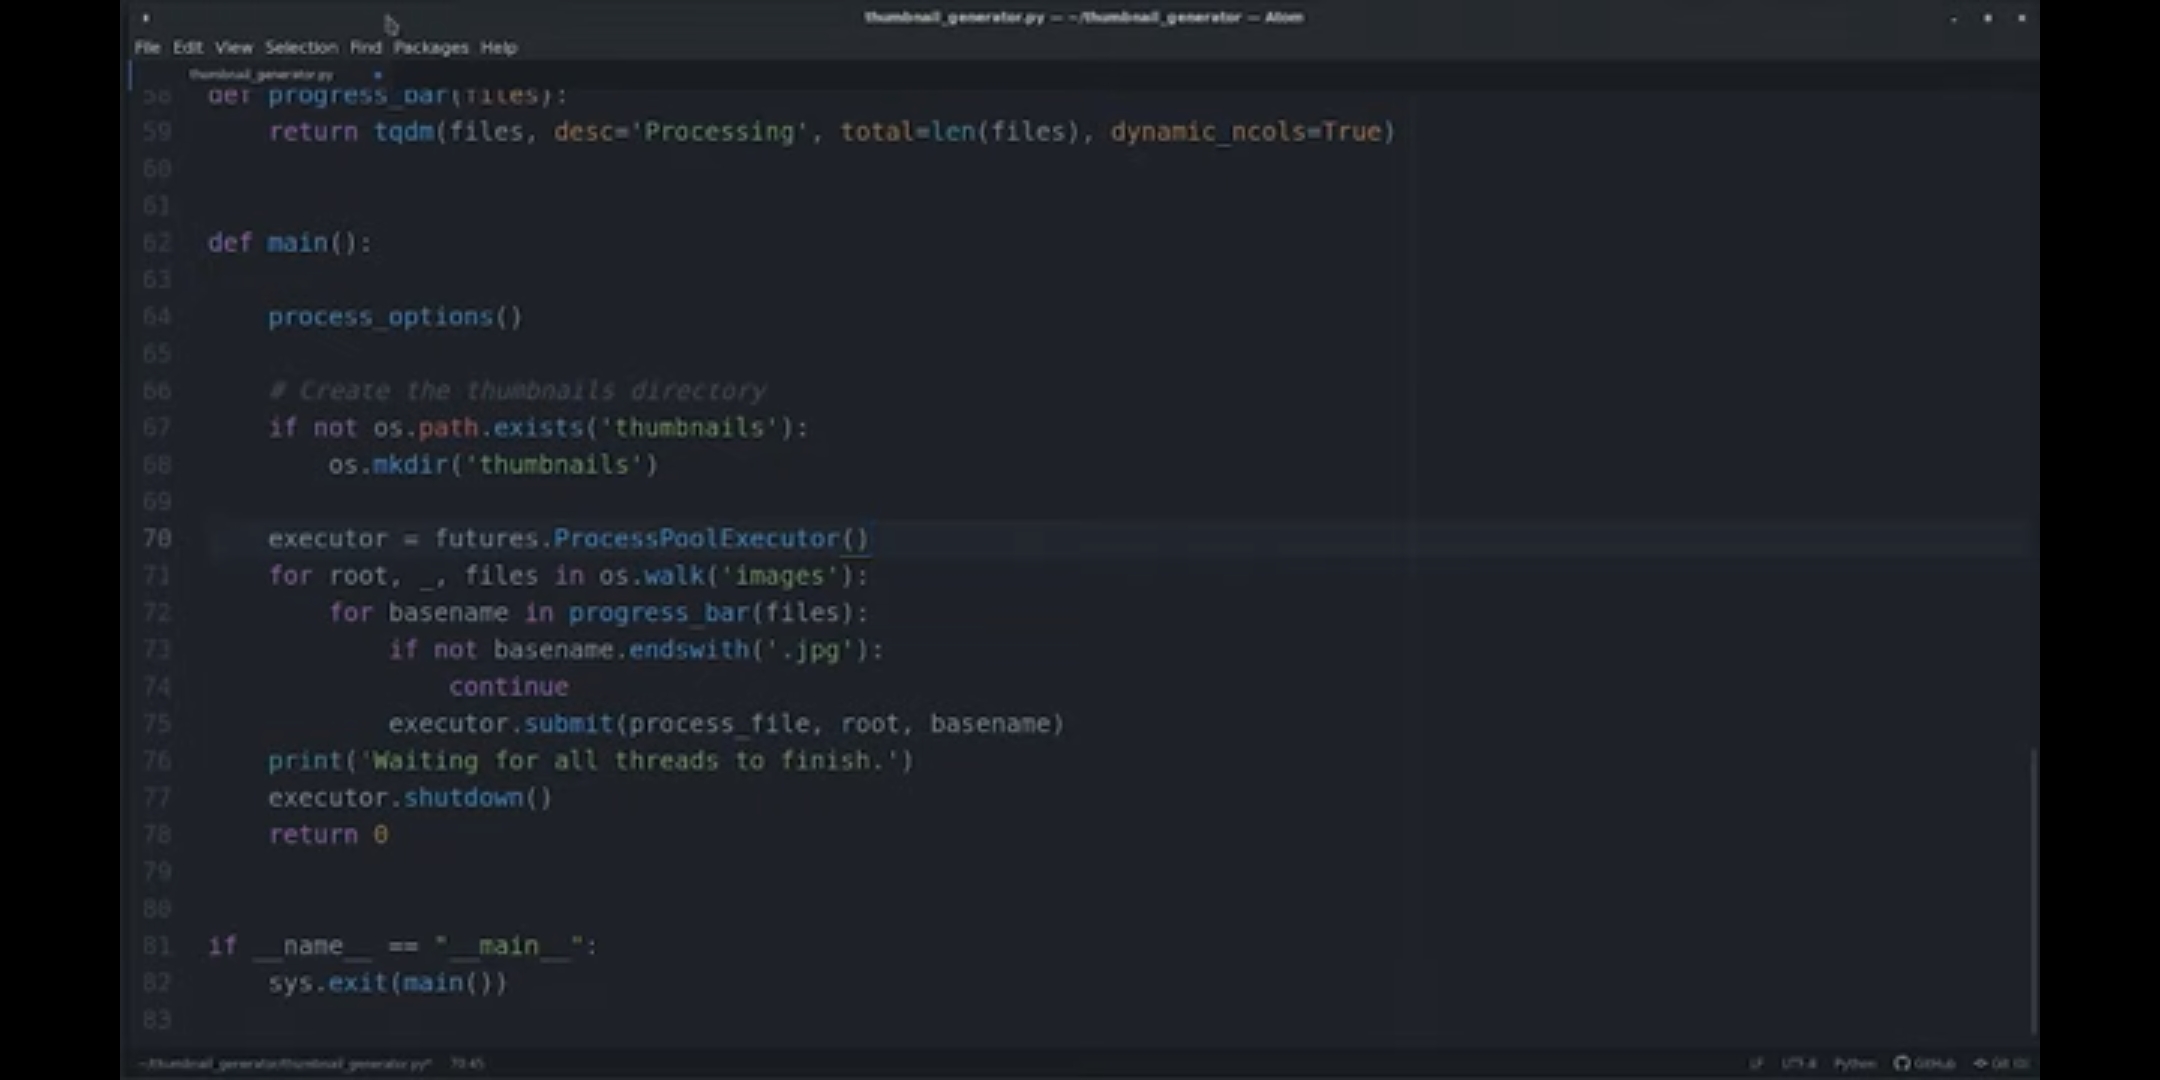 thumbnail_generator.py — ~/thumbnail_generator — Atom
File Edit View Selection Find Packages Help
thumbnail_generator.py
58 def progress_bar(files):
59 return tqdm(files, desc='Processing', total=len(files), dynamic_ncols=True)
60
61
62 def main():
63
64 process_options()
65
66 # Create the thumbnails directory
67 if not os.path.exists('thumbnails'):
68 os.mkdir('thumbnails')
69
70 executor = futures.ProcessPoolExecutor()
71 for root, _, files in os.walk('images'):
72 for basename in progress_bar(files):
73 if not basename.endswith('.jpg'):
74 continue
75 executor.submit(process_file, root, basename)
76 print('Waiting for all threads to finish.')
77 executor.shutdown()
78 return 0
79
80
81 if __name__ == "__main__":
82 sys.exit(main())
83
~/thumbnail_generator/thumbnail_generator.py* 70:45 LF UTF-8 Python GitHub Git (0)